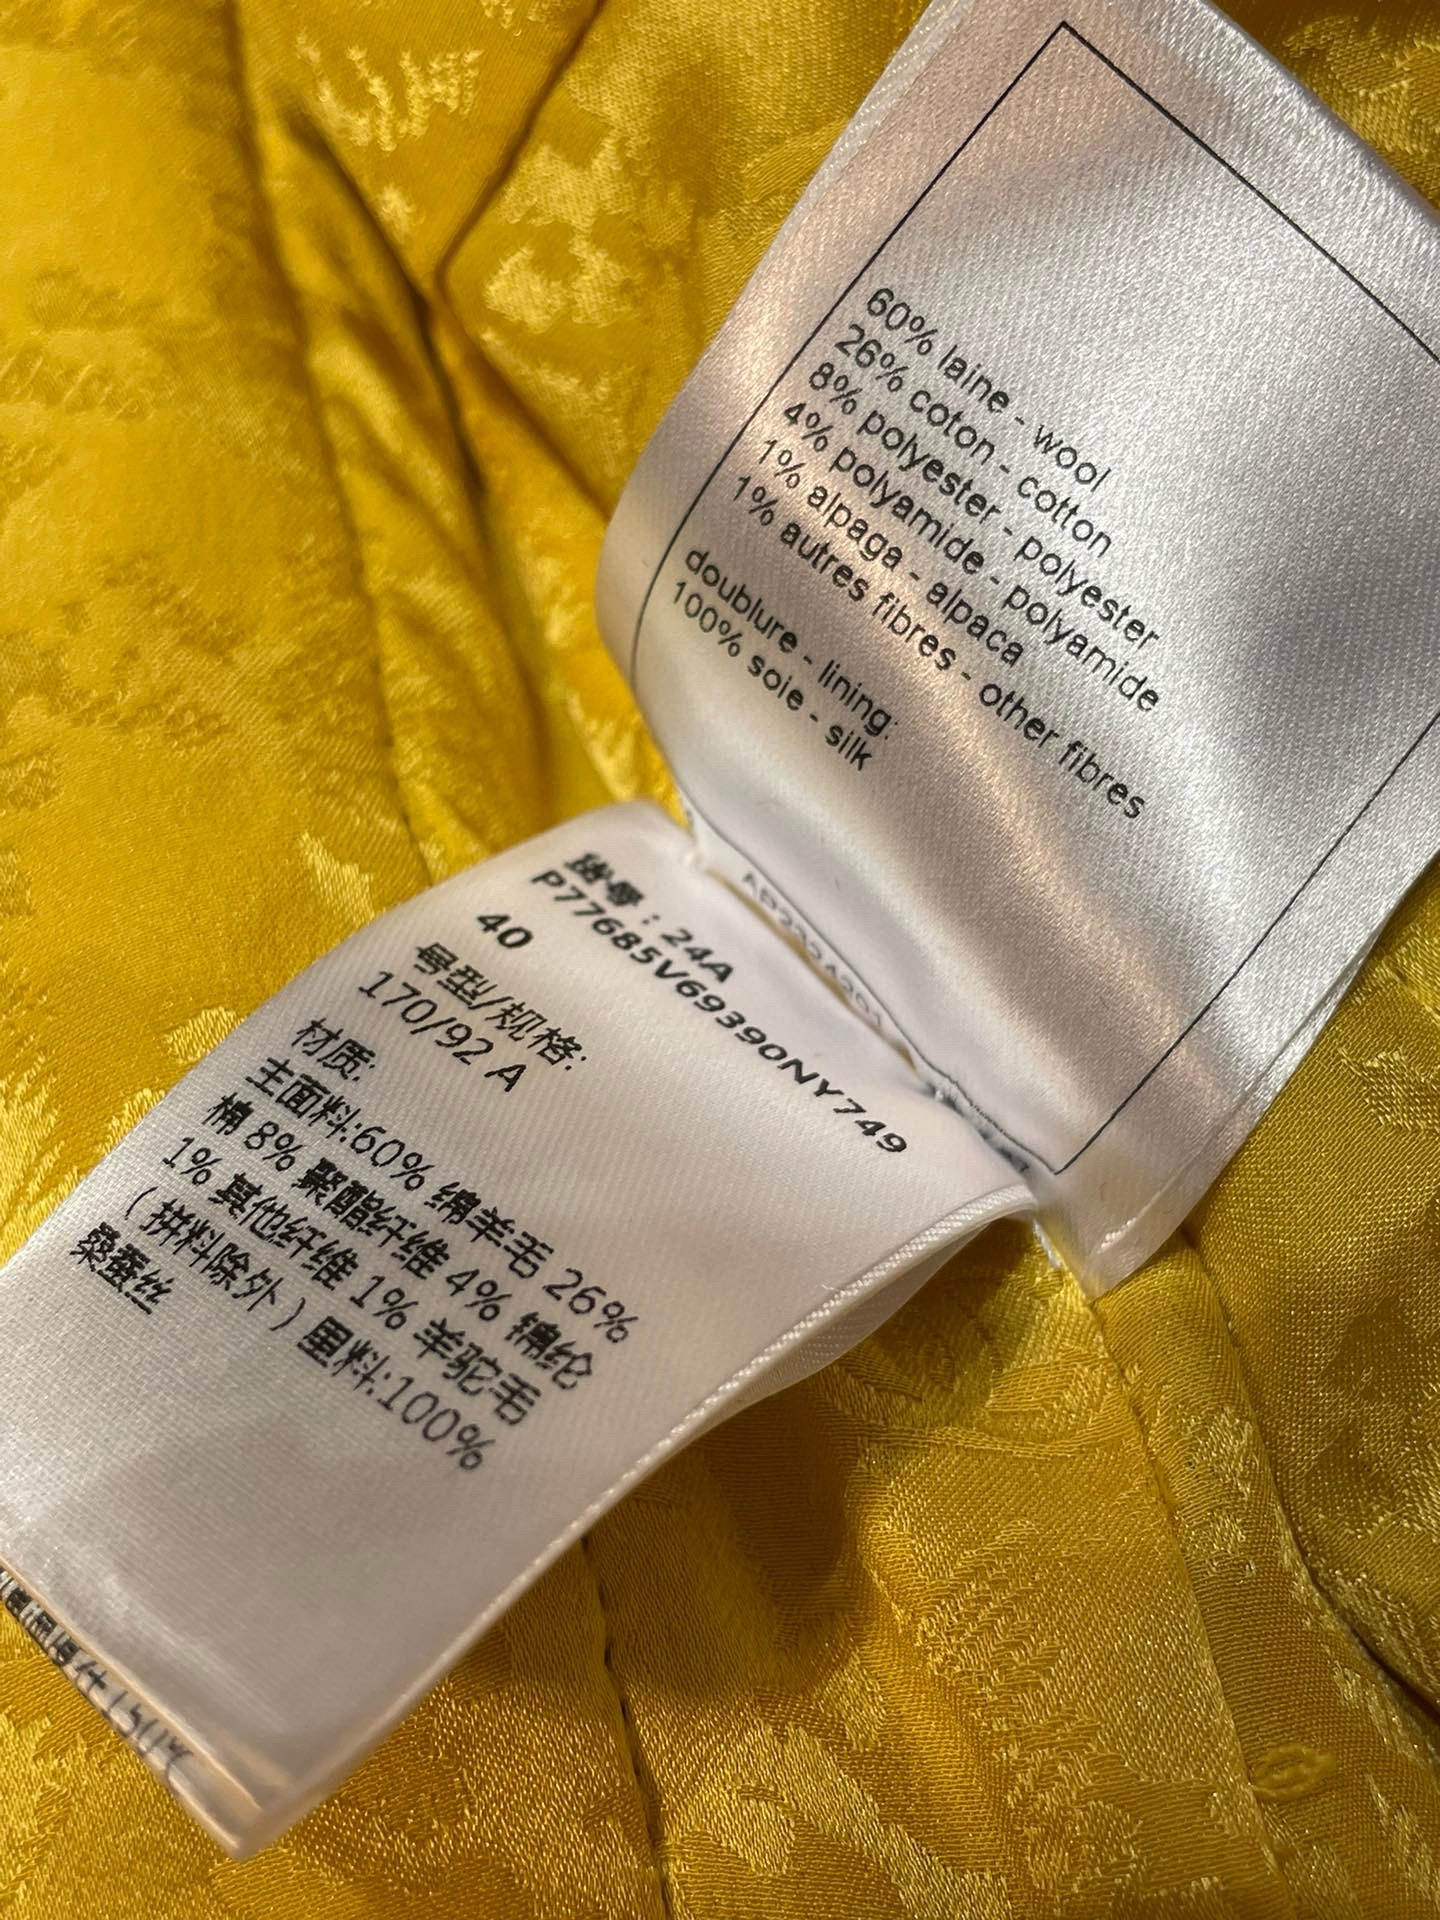 60% laine - wool
26% coton - cotton
8% polyester - polyester
4% polyamide - polyamide
1% alpaga - alpaca
1% autres fibres - other fibres
doublure - lining:
100% soie - silk
货号：24A
P77685V69390NY749
40
号型/规格:
170/92 A
材质:
主面料:60% 绵羊毛 26%
棉 8% 聚酯纤维 4% 锦纶
1% 其他纤维 1% 羊驼毛
（拼料除外）里料:100%
桑蚕丝